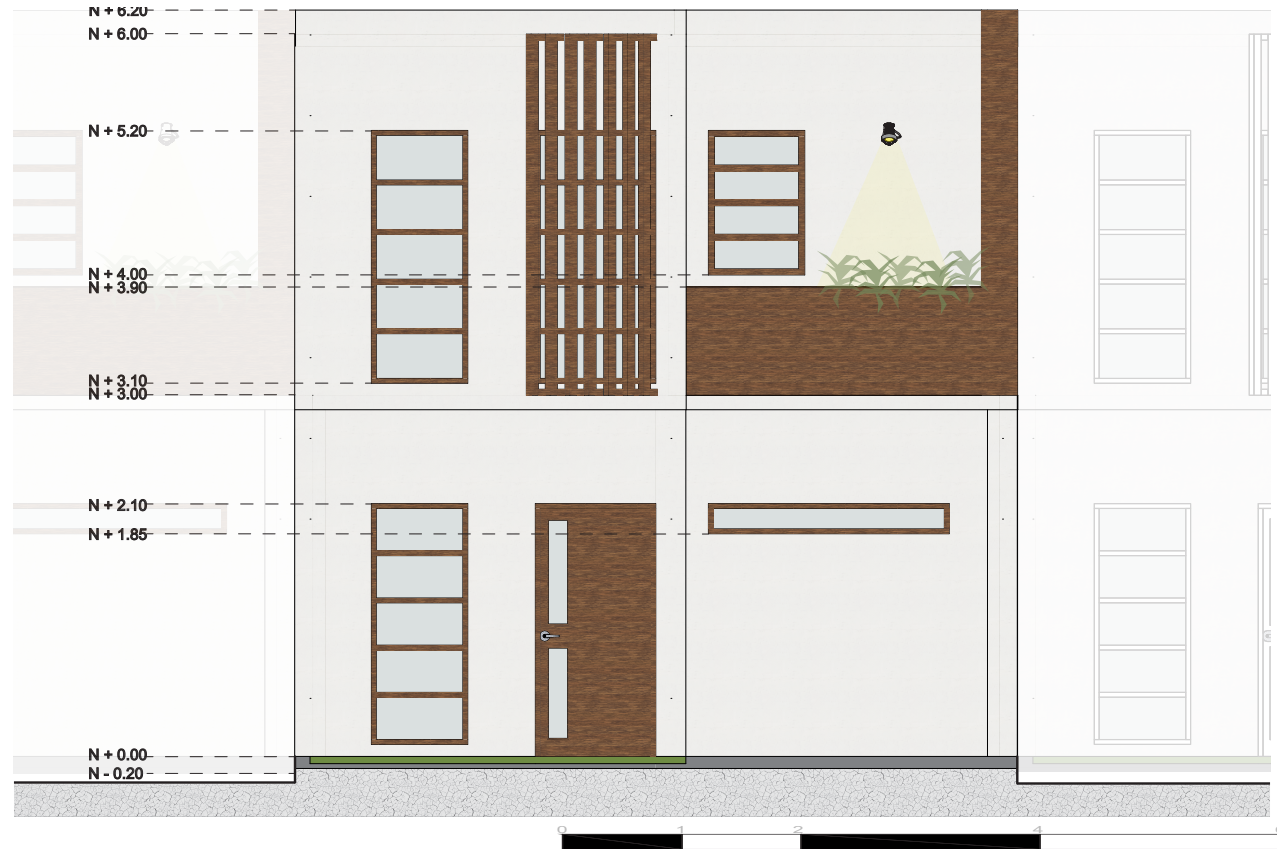 N + 6.20
N + 6.00
N + 5.20
N + 4.00
N + 3.90
N + 3.10
N + 3.00
N + 2.10
N + 1.85
N + 0.00
N - 0.20
0 1 2 4